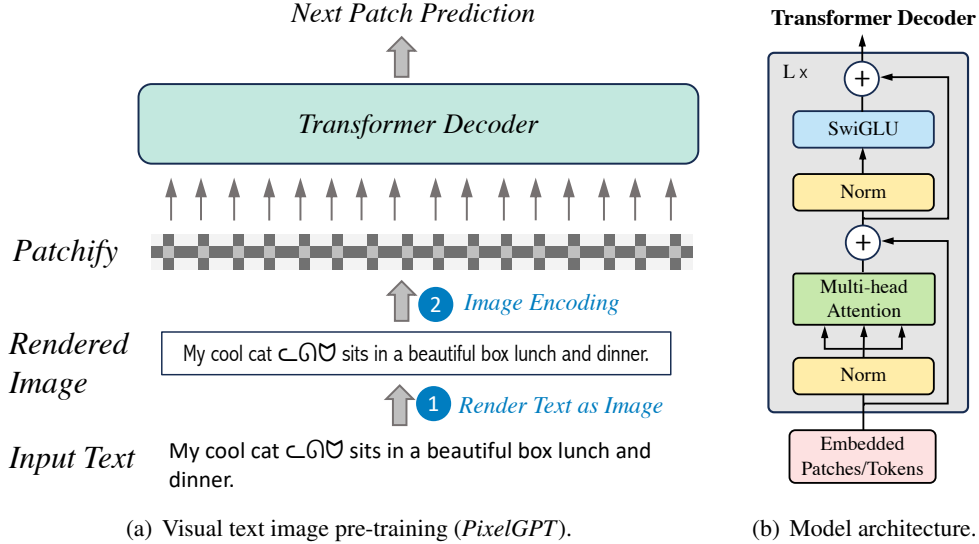 Next Patch Prediction
Transformer Decoder
Patchify
2 Image Encoding
Rendered
Image
My cool cat ᓚᘏᗢ sits in a beautiful box lunch and dinner.
1 Render Text as Image
Input Text
My cool cat ᓚᘏᗢ sits in a beautiful box lunch and
dinner.
(a) Visual text image pre-training (PixelGPT).
Transformer Decoder
L x
+
SwiGLU
Norm
+
Multi-head
Attention
Norm
Embedded
Patches/Tokens
(b) Model architecture.